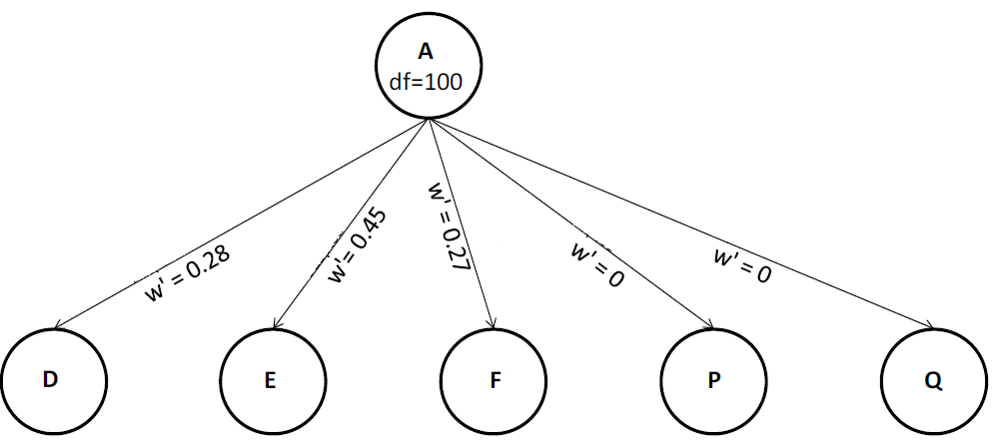 A
df=100
w' = 0.28
w'= 0.45
w' = 0.27
w' = 0
w' = 0
D
E
F
P
Q